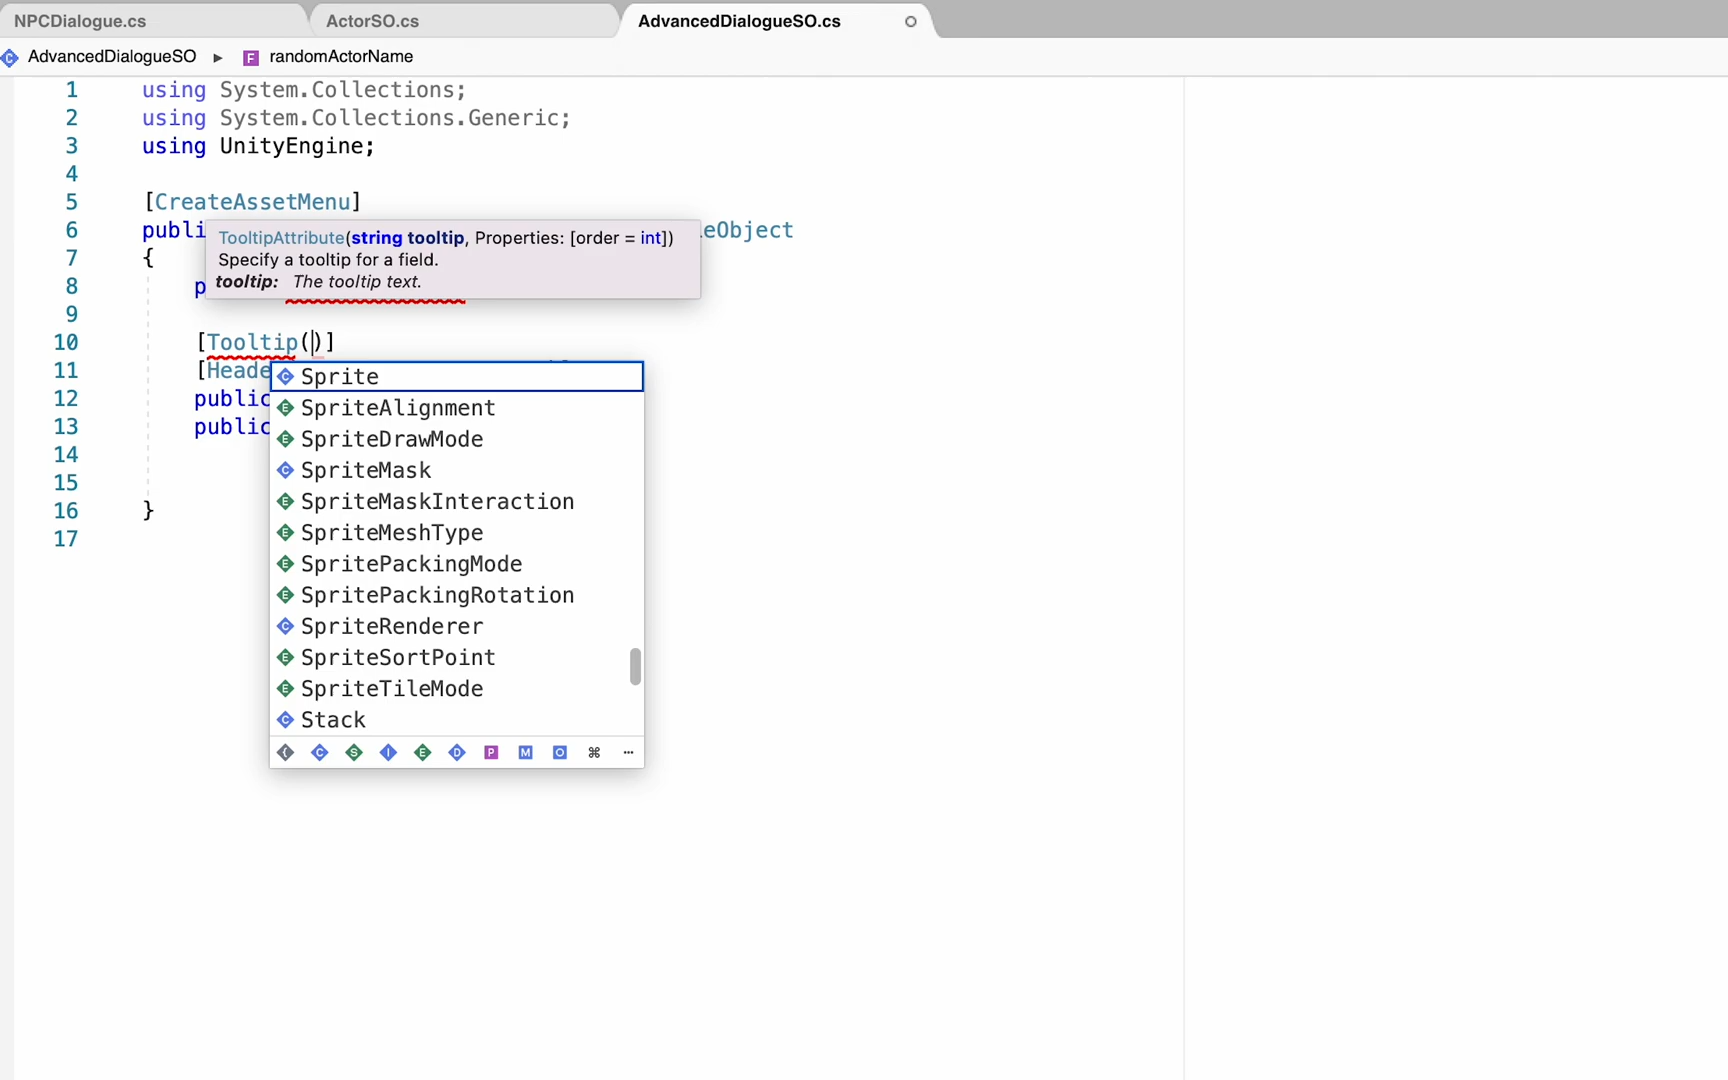 NPCDialogue.cs
ActorSO.cs
AdvancedDialogueSO.cs
AdvancedDialogueSO ▸ F randomActorName
1 using System.Collections;
2 using System.Collections.Generic;
3 using UnityEngine;
4
5 [CreateAssetMenu]
6 publi eObject
TooltipAttribute(string tooltip, Properties: [order = int])
7 {
Specify a tooltip for a field.
8 p
tooltip: The tooltip text.
9
10 [Tooltip()]
11 [Heade
12 public
13 public
14
15
16 }
17
Sprite
SpriteAlignment
SpriteDrawMode
SpriteMask
SpriteMaskInteraction
SpriteMeshType
SpritePackingMode
SpritePackingRotation
SpriteRenderer
SpriteSortPoint
SpriteTileMode
Stack